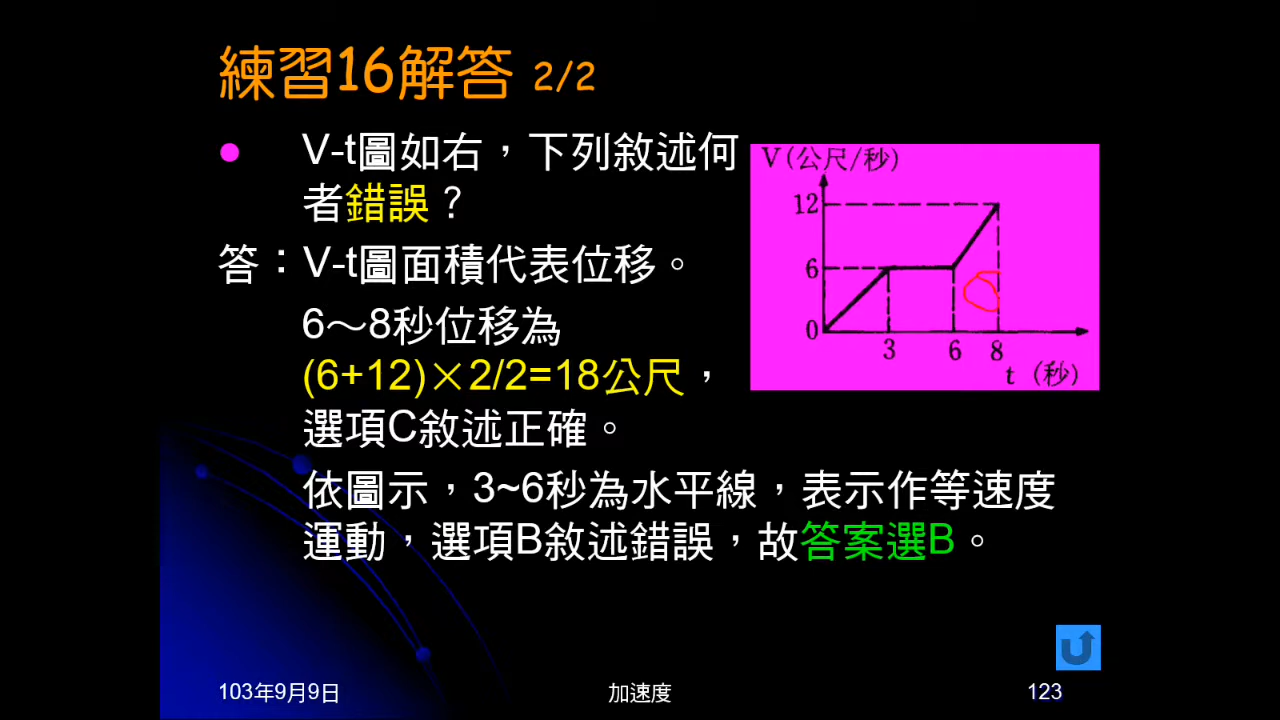 練習16解答 2/2
V-t圖如右，下列敘述何
者錯誤？
答：V-t圖面積代表位移。
6～8秒位移為
(6+12)×2/2=18公尺，
選項C敘述正確。
依圖示，3~6秒為水平線，表示作等速度
運動，選項B敘述錯誤，故答案選B。
V(公尺/秒)
12
6
0
3 6 8
t (秒)
103年9月9日
加速度
123